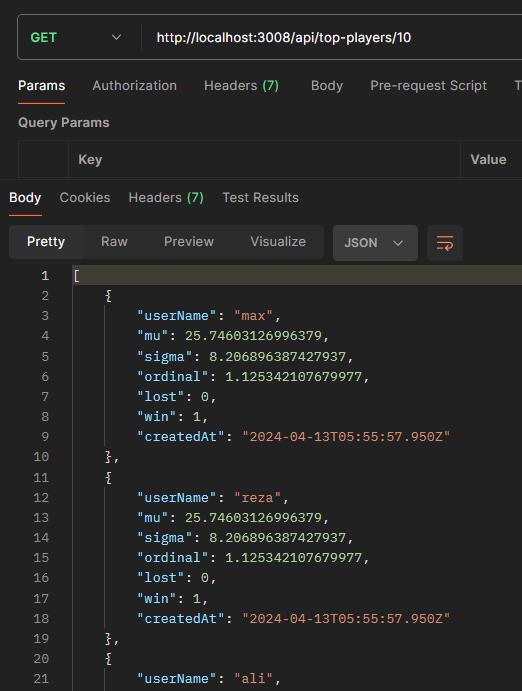 GET http://localhost:3008/api/top-players/10
Params Authorization Headers (7) Body Pre-request Script T
Query Params
Key Value
Body Cookies Headers (7) Test Results
Pretty Raw Preview Visualize JSON
1 [
2 {
3 "userName": "max",
4 "mu": 25.74603126996379,
5 "sigma": 8.206896387427937,
6 "ordinal": 1.125342107679977,
7 "lost": 0,
8 "win": 1,
9 "createdAt": "2024-04-13T05:55:57.950Z"
10 },
11 {
12 "userName": "reza",
13 "mu": 25.74603126996379,
14 "sigma": 8.206896387427937,
15 "ordinal": 1.125342107679977,
16 "lost": 0,
17 "win": 1,
18 "createdAt": "2024-04-13T05:55:57.950Z"
19 },
20 {
21 "userName": "ali",